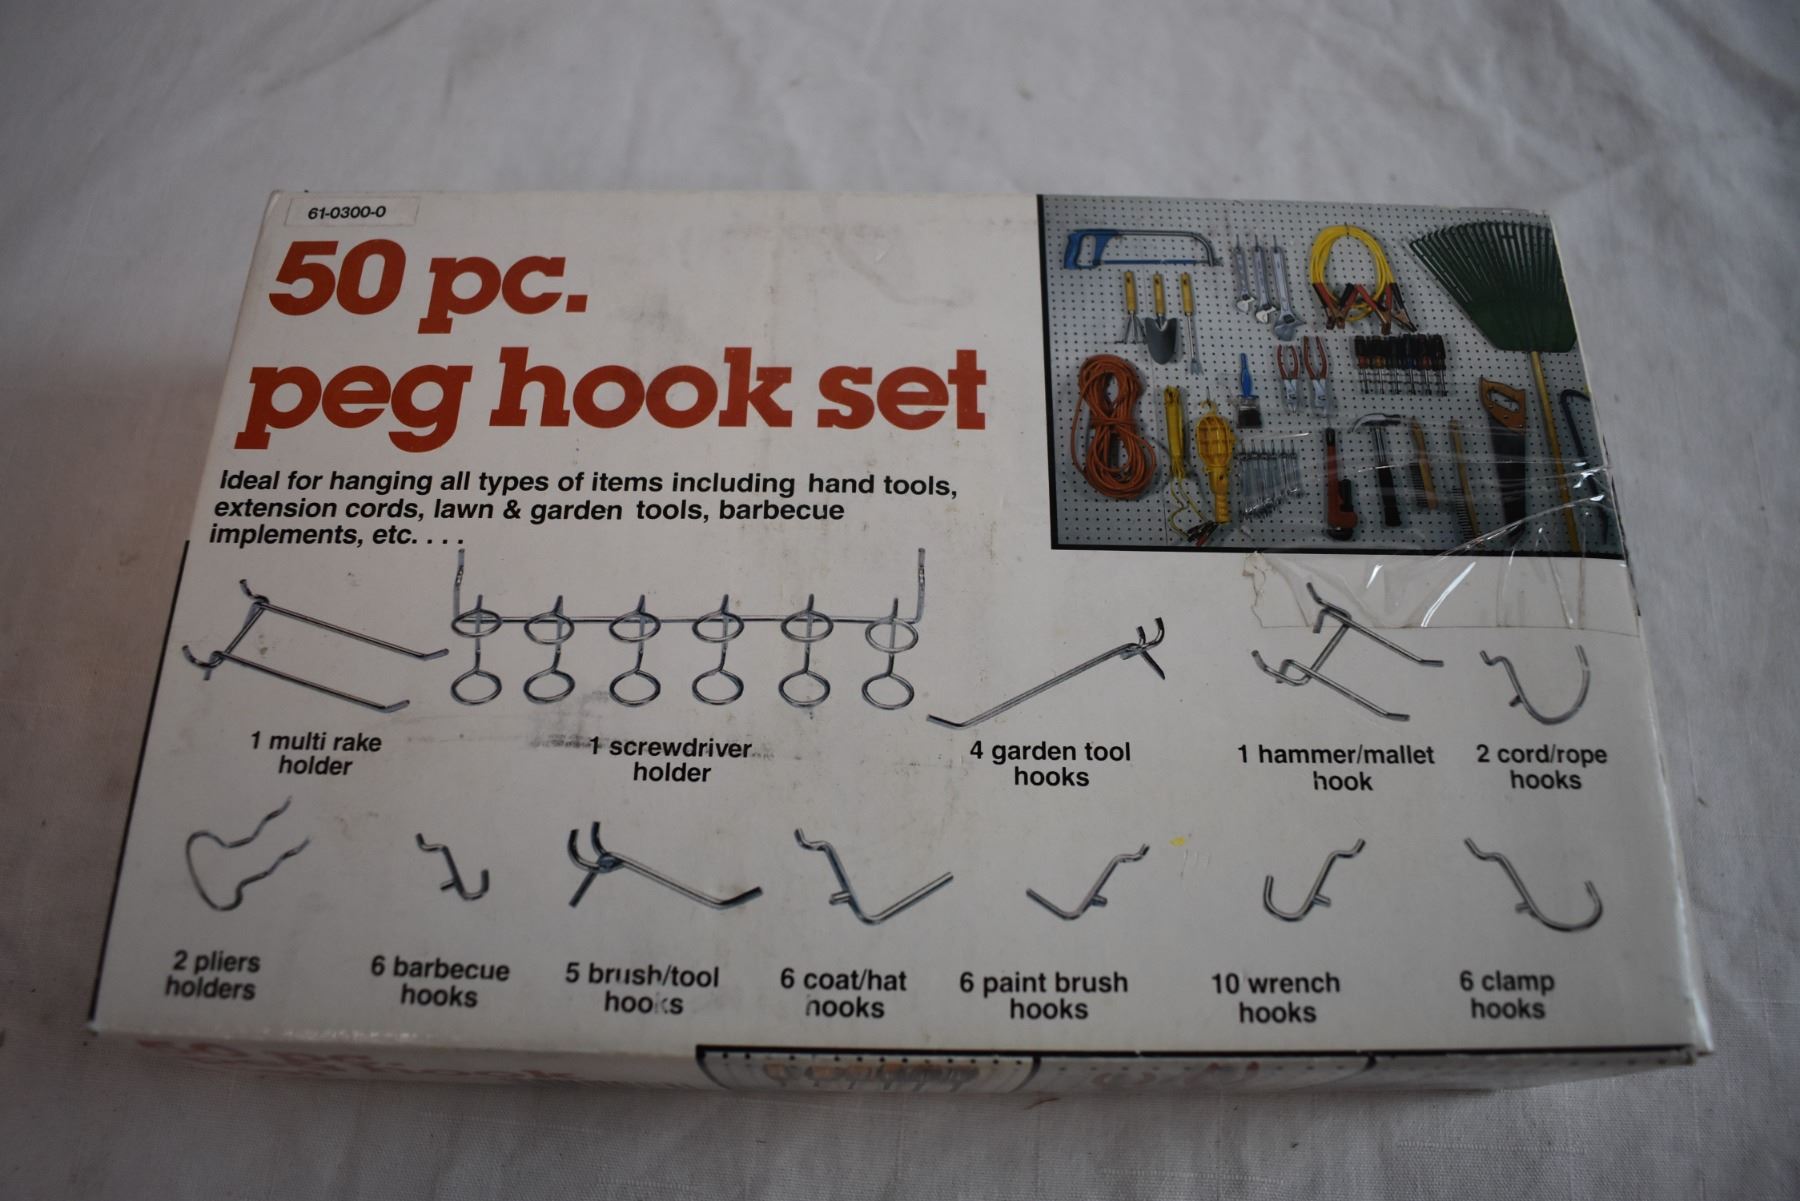 61-0300-0
50 pc.
peg hook set
Ideal for hanging all types of items including hand tools,
extension cords, lawn & garden tools, barbecue
implements, etc. . . .
1 multi rake
holder
1 screwdriver
holder
4 garden tool
hooks
1 hammer/mallet
hook
2 cord/rope
hooks
2 pliers
holders
6 barbecue
hooks
5 brush/tool
hooks
6 coat/hat
hooks
6 paint brush
hooks
10 wrench
hooks
6 clamp
hooks
50 pc.